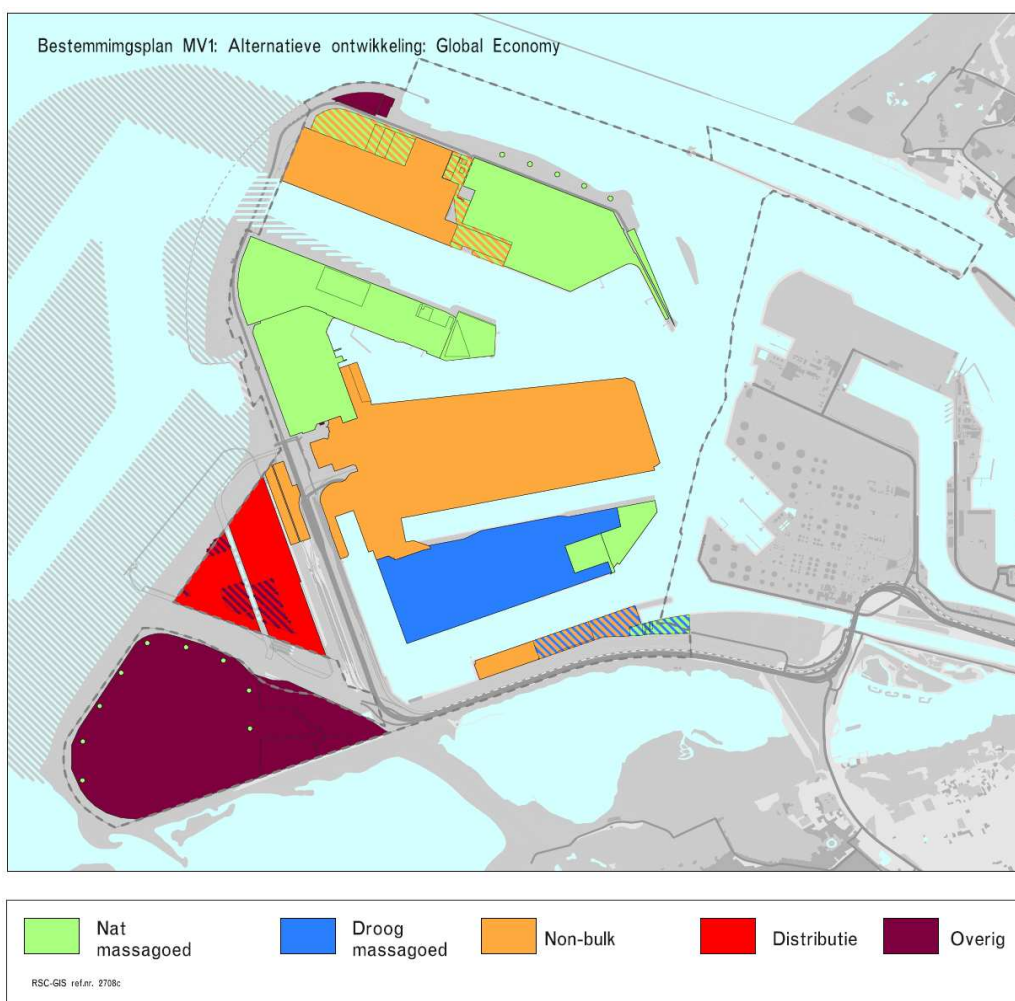 Bestemmimgsplan MV1: Alternatieve ontwikkeling: Global Economy
Nat massagoed
Droog massagoed
Non-bulk
Distributie
Overig
RSC-GIS ref.nr. 2708c